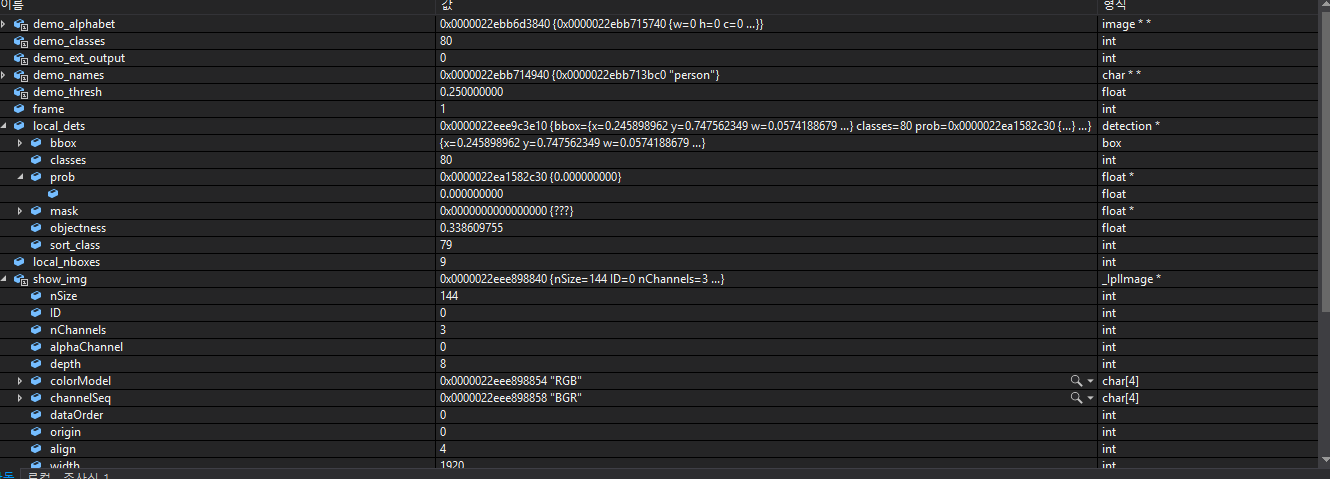 이름 값 형식
demo_alphabet 0x0000022ebb6d3840 {0x0000022ebb715740 {w=0 h=0 c=0 ...}} image * *
demo_classes 80 int
demo_ext_output 0 int
demo_names 0x0000022ebb714940 {0x0000022ebb713bc0 "person"} char * *
demo_thresh 0.250000000 float
frame 1 int
local_dets 0x0000022eee9c3e10 {bbox={x=0.245898962 y=0.747562349 w=0.0574188679 ...} classes=80 prob=0x0000022ea1582c30 {...} ...} detection *
bbox {x=0.245898962 y=0.747562349 w=0.0574188679 ...} box
classes 80 int
prob 0x0000022ea1582c30 {0.000000000} float *
0.000000000 float
mask 0x0000000000000000 {???} float *
objectness 0.338609755 float
sort_class 79 int
local_nboxes 9 int
show_img 0x0000022eee898840 {nSize=144 ID=0 nChannels=3 ...} _IplImage *
nSize 144 int
ID 0 int
nChannels 3 int
alphaChannel 0 int
depth 8 int
colorModel 0x0000022eee898854 "RGB" char[4]
channelSeq 0x0000022eee898858 "BGR" char[4]
dataOrder 0 int
origin 0 int
align 4 int
width 1920 int
로컬 조사식 1